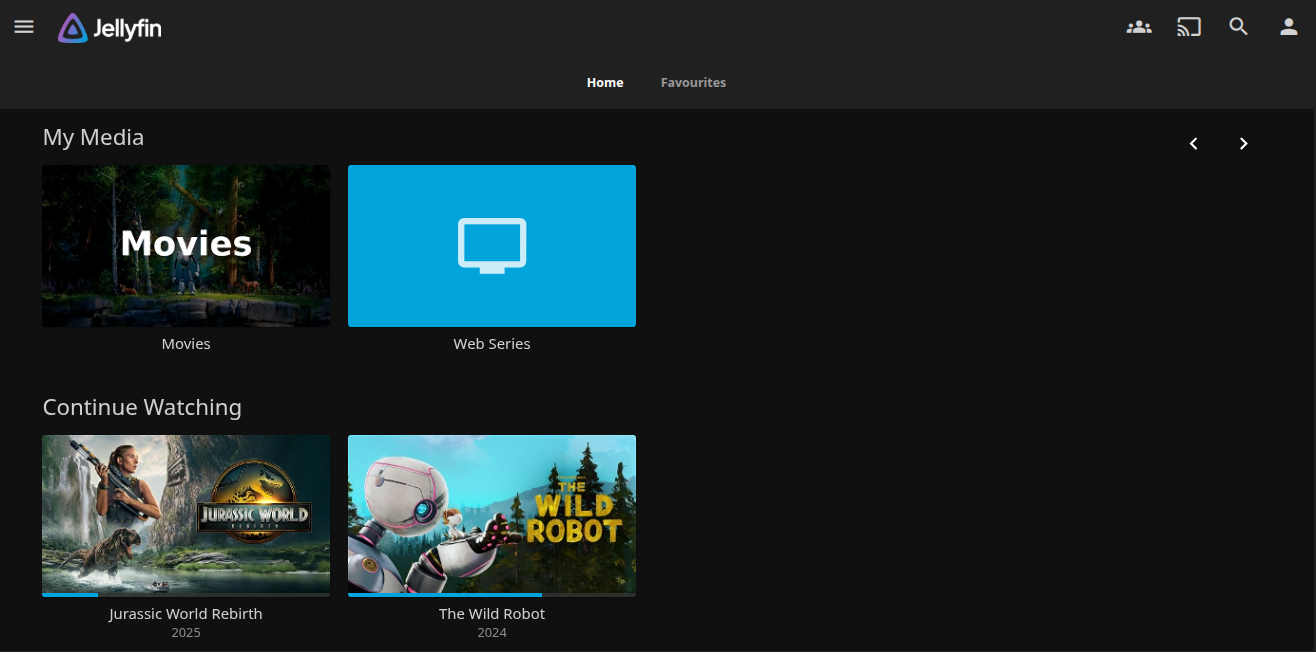 Jellyfin
Home Favourites
My Media
Movies
Movies
Web Series
Continue Watching
JURASSIC WORLD
REBIRTH
THE
WILD
ROBOT
Jurassic World Rebirth
2025
The Wild Robot
2024